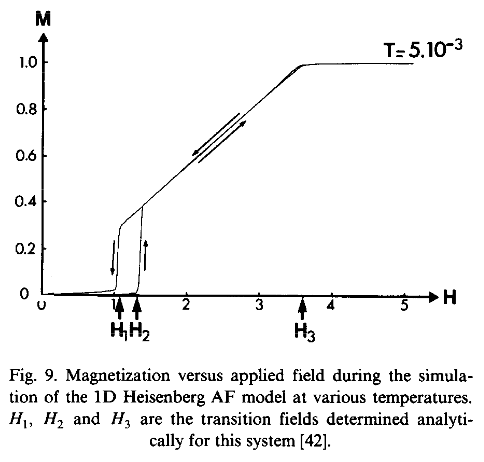 M
T=5.10⁻³
1.0
0.8
0.6
0.4
0.2
0
0 1 2 3 4 5 H
H₁ H₂ H₃
Fig. 9. Magnetization versus applied field during the simula-
tion of the 1D Heisenberg AF model at various temperatures.
H₁, H₂ and H₃ are the transition fields determined analyti-
cally for this system [42].